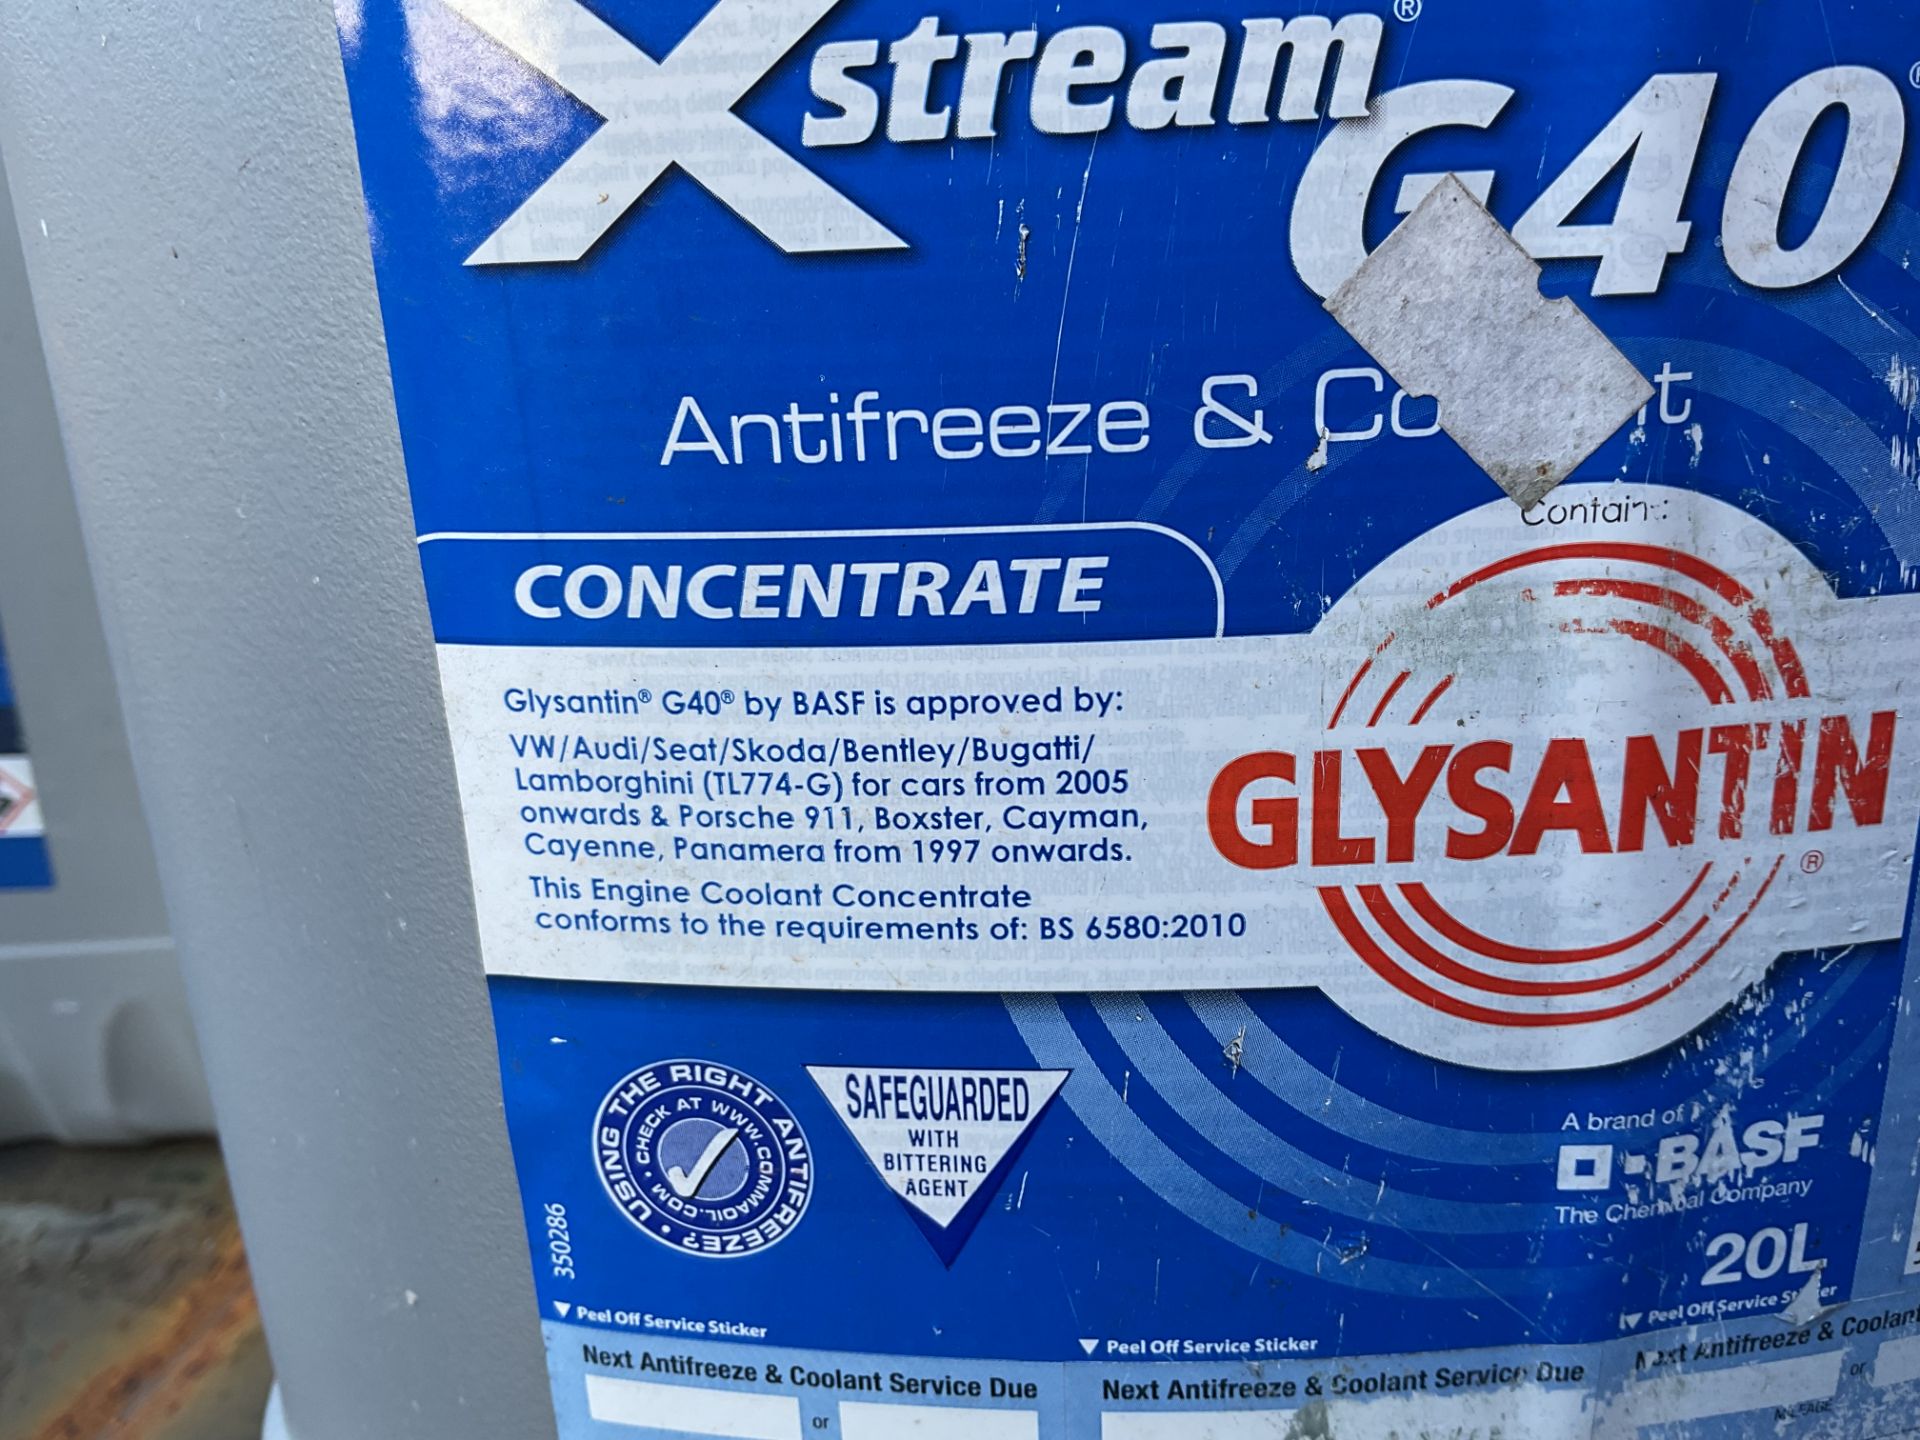 Xstream®
G40®
Antifreeze & Co t
Contain :
CONCENTRATE
Glysantin® G40® by BASF is approved by:
VW/Audi/Seat/Skoda/Bentley/Bugatti/
Lamborghini (TL774-G) for cars from 2005
onwards & Porsche 911, Boxster, Cayman,
Cayenne, Panamera from 1997 onwards.
This Engine Coolant Concentrate
conforms to the requirements of: BS 6580:2010
GLYSANTIN®
USING THE RIGHT ANTIFREEZE?
CHECK AT WWW.COMMAOIL.COM
SAFEGUARDED
WITH
BITTERING
AGENT
A brand of
BASF
The Chemical Company
20L
350286
Peel Off Service Sticker
Peel Off Service Sticker
Peel Off Service Sticker
Next Antifreeze & Coolant Service Due
Next Antifreeze & Coolant Service Due
Next Antifreeze & Coolant
or
or
MILEAGE